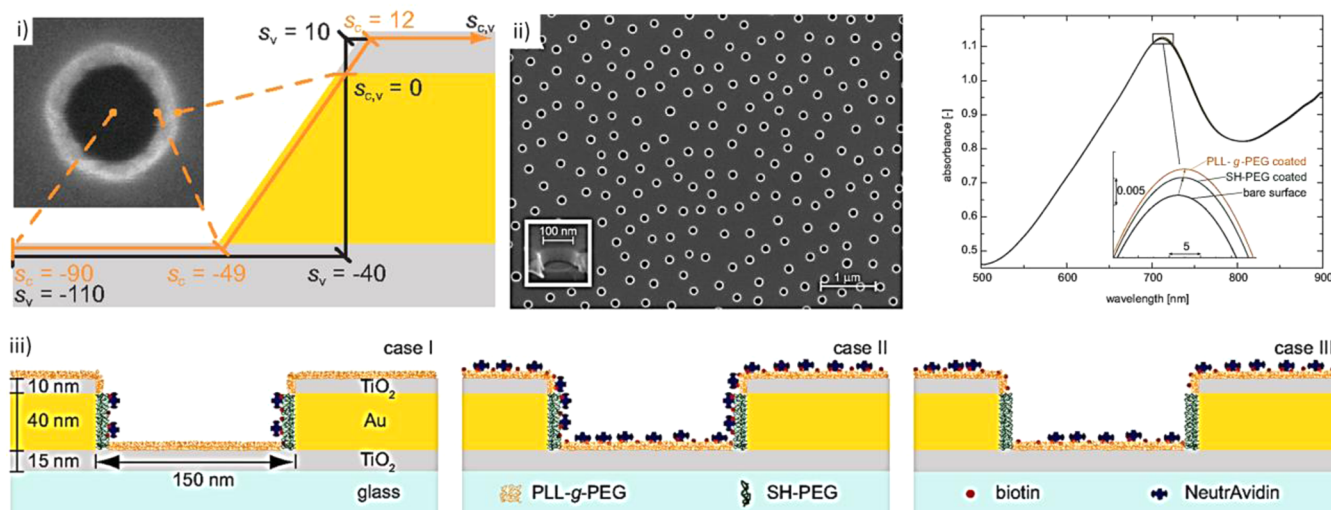 i)
s_v = 10
s_c = 12
s_c,v
s_c,v = 0
s_c = -90
s_c = -49
s_v = -40
s_v = -110
ii)
100 nm
1 µm
absorbance [-]
1.1
1.0
0.9
0.8
0.7
0.6
0.5
PLL- g-PEG coated
SH-PEG coated
bare surface
0.005
5
500 600 700 800 900
wavelength [nm]
iii)
case I
case II
case III
10 nm
TiO₂
40 nm
Au
15 nm
TiO₂
150 nm
glass
PLL-g-PEG
SH-PEG
biotin
NeutrAvidin